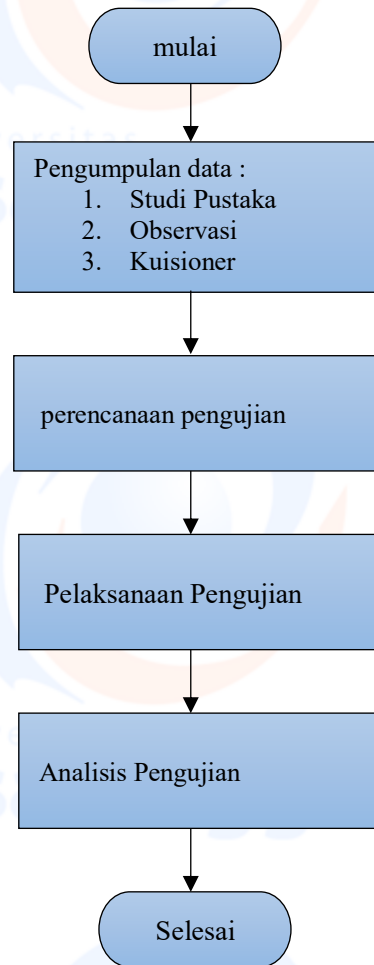 mulai
Pengumpulan data :
1. Studi Pustaka
2. Observasi
3. Kuisioner
perencanaan pengujian
Pelaksanaan Pengujian
Analisis Pengujian
Selesai